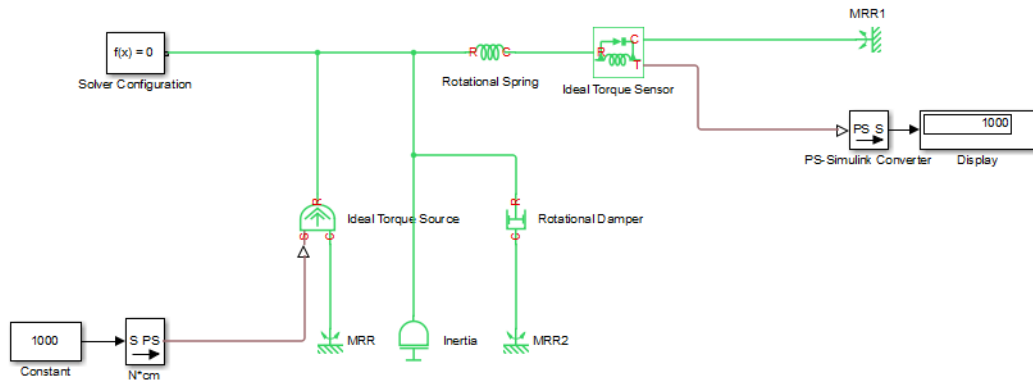 MRR1
f(x) = 0
R C
R C T
Solver Configuration
Rotational Spring
Ideal Torque Sensor
PS S
1000
PS-Simulink Converter
Display
R
S C
Ideal Torque Source
R
C
Rotational Damper
1000
S PS
MRR
Inertia
MRR2
Constant
N*cm